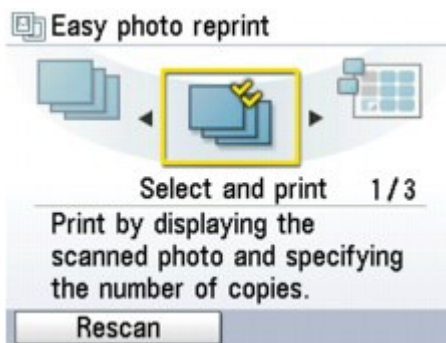 Easy photo reprint
Select and print 1/3
Print by displaying the
scanned photo and specifying
the number of copies.
Rescan